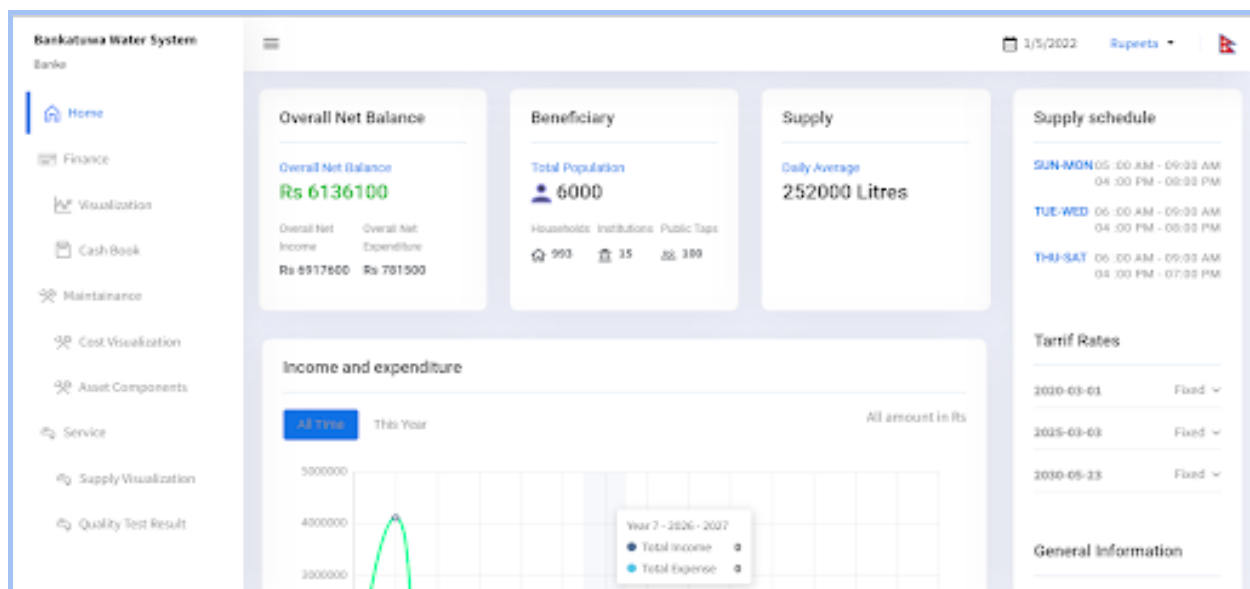 Bankatuwa Water System
Banke
Home
Finance
Visualization
Cash Book
Maintainance
Cost Visualization
Asset Components
Service
Supply Visualization
Quality Test Result
1/5/2022 Rupeeta
Overall Net Balance
Overall Net Balance
Rs 6136100
Overall Net Income Overall Net Expenditure
Rs 6917600 Rs 781500
Beneficiary
Total Population
6000
Households Institutions Public Taps
993 15 100
Supply
Daily Average
252000 Litres
Income and expenditure
All Time This Year
All amount in Rs
5000000
4000000
3000000
Year 7 - 2026 - 2027
Total Income 0
Total Expense 0
Supply schedule
SUN-MON 05 :00 AM - 09:00 AM
04 :00 PM - 08:00 PM
TUE-WED 06 :00 AM - 09:00 AM
04 :00 PM - 08:00 PM
THU-SAT 06 :00 AM - 09:00 AM
04 :00 PM - 07:00 PM
Tarrif Rates
2020-03-01 Fixed
2025-03-03 Fixed
2030-05-23 Fixed
General Information